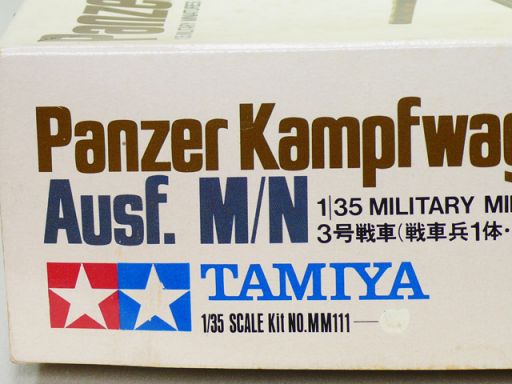 Panzer
Panzer Kampfwag
Ausf. M/N
1/35 MILITARY MI
3号戦車(戦車兵1体・
TAMIYA
1/35 SCALE Kit NO.MM111